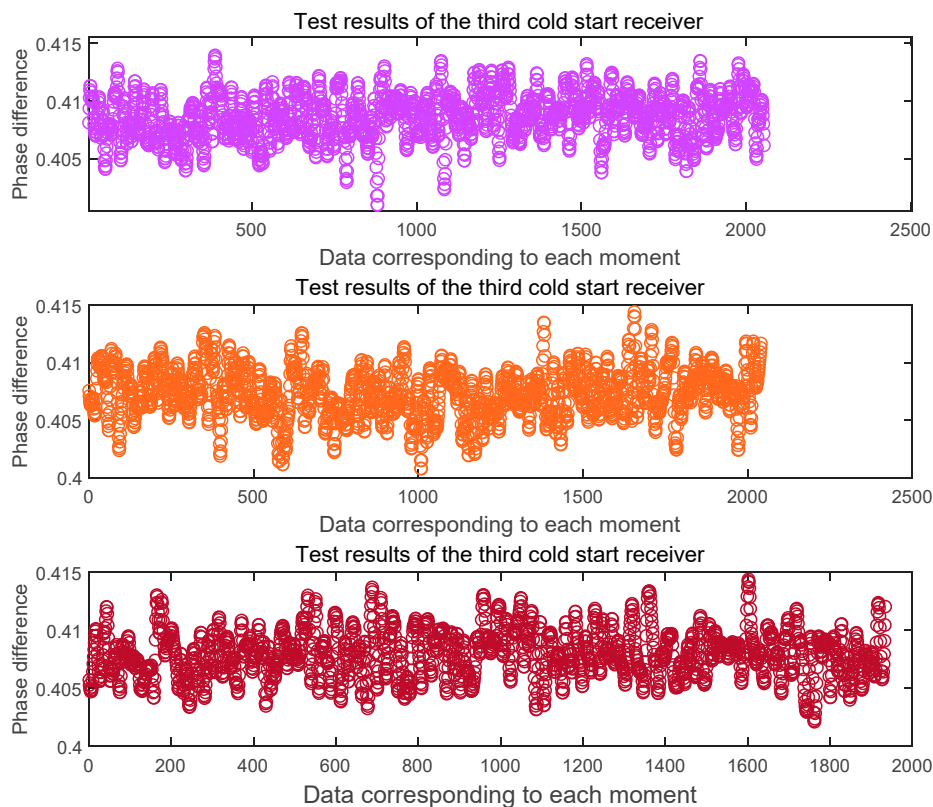 Test results of the third cold start receiver
Phase difference
0.415
0.41
0.405
500 1000 1500 2000 2500
Data corresponding to each moment
Test results of the third cold start receiver
Phase difference
0.415
0.41
0.405
0.4
0 500 1000 1500 2000 2500
Data corresponding to each moment
Test results of the third cold start receiver
Phase difference
0.415
0.41
0.405
0.4
0 200 400 600 800 1000 1200 1400 1600 1800 2000
Data corresponding to each moment